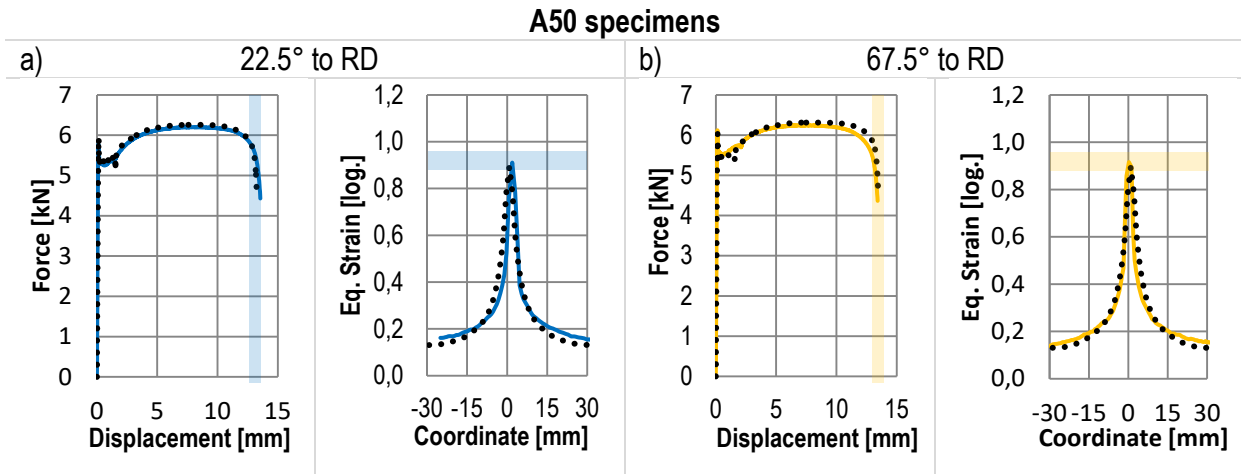 A50 specimens
a) 22.5° to RD
b) 67.5° to RD
Force [kN]
7
6
5
4
3
2
1
0
0 5 10 15
Displacement [mm]
Eq. Strain [log.]
1,2
1,0
0,8
0,6
0,4
0,2
0,0
-30 -15 0 15 30
Coordinate [mm]
Force [kN]
7
6
5
4
3
2
1
0
0 5 10 15
Displacement [mm]
Eq. Strain [log.]
1,2
1,0
0,8
0,6
0,4
0,2
0,0
-30 -15 0 15 30
Coordinate [mm]